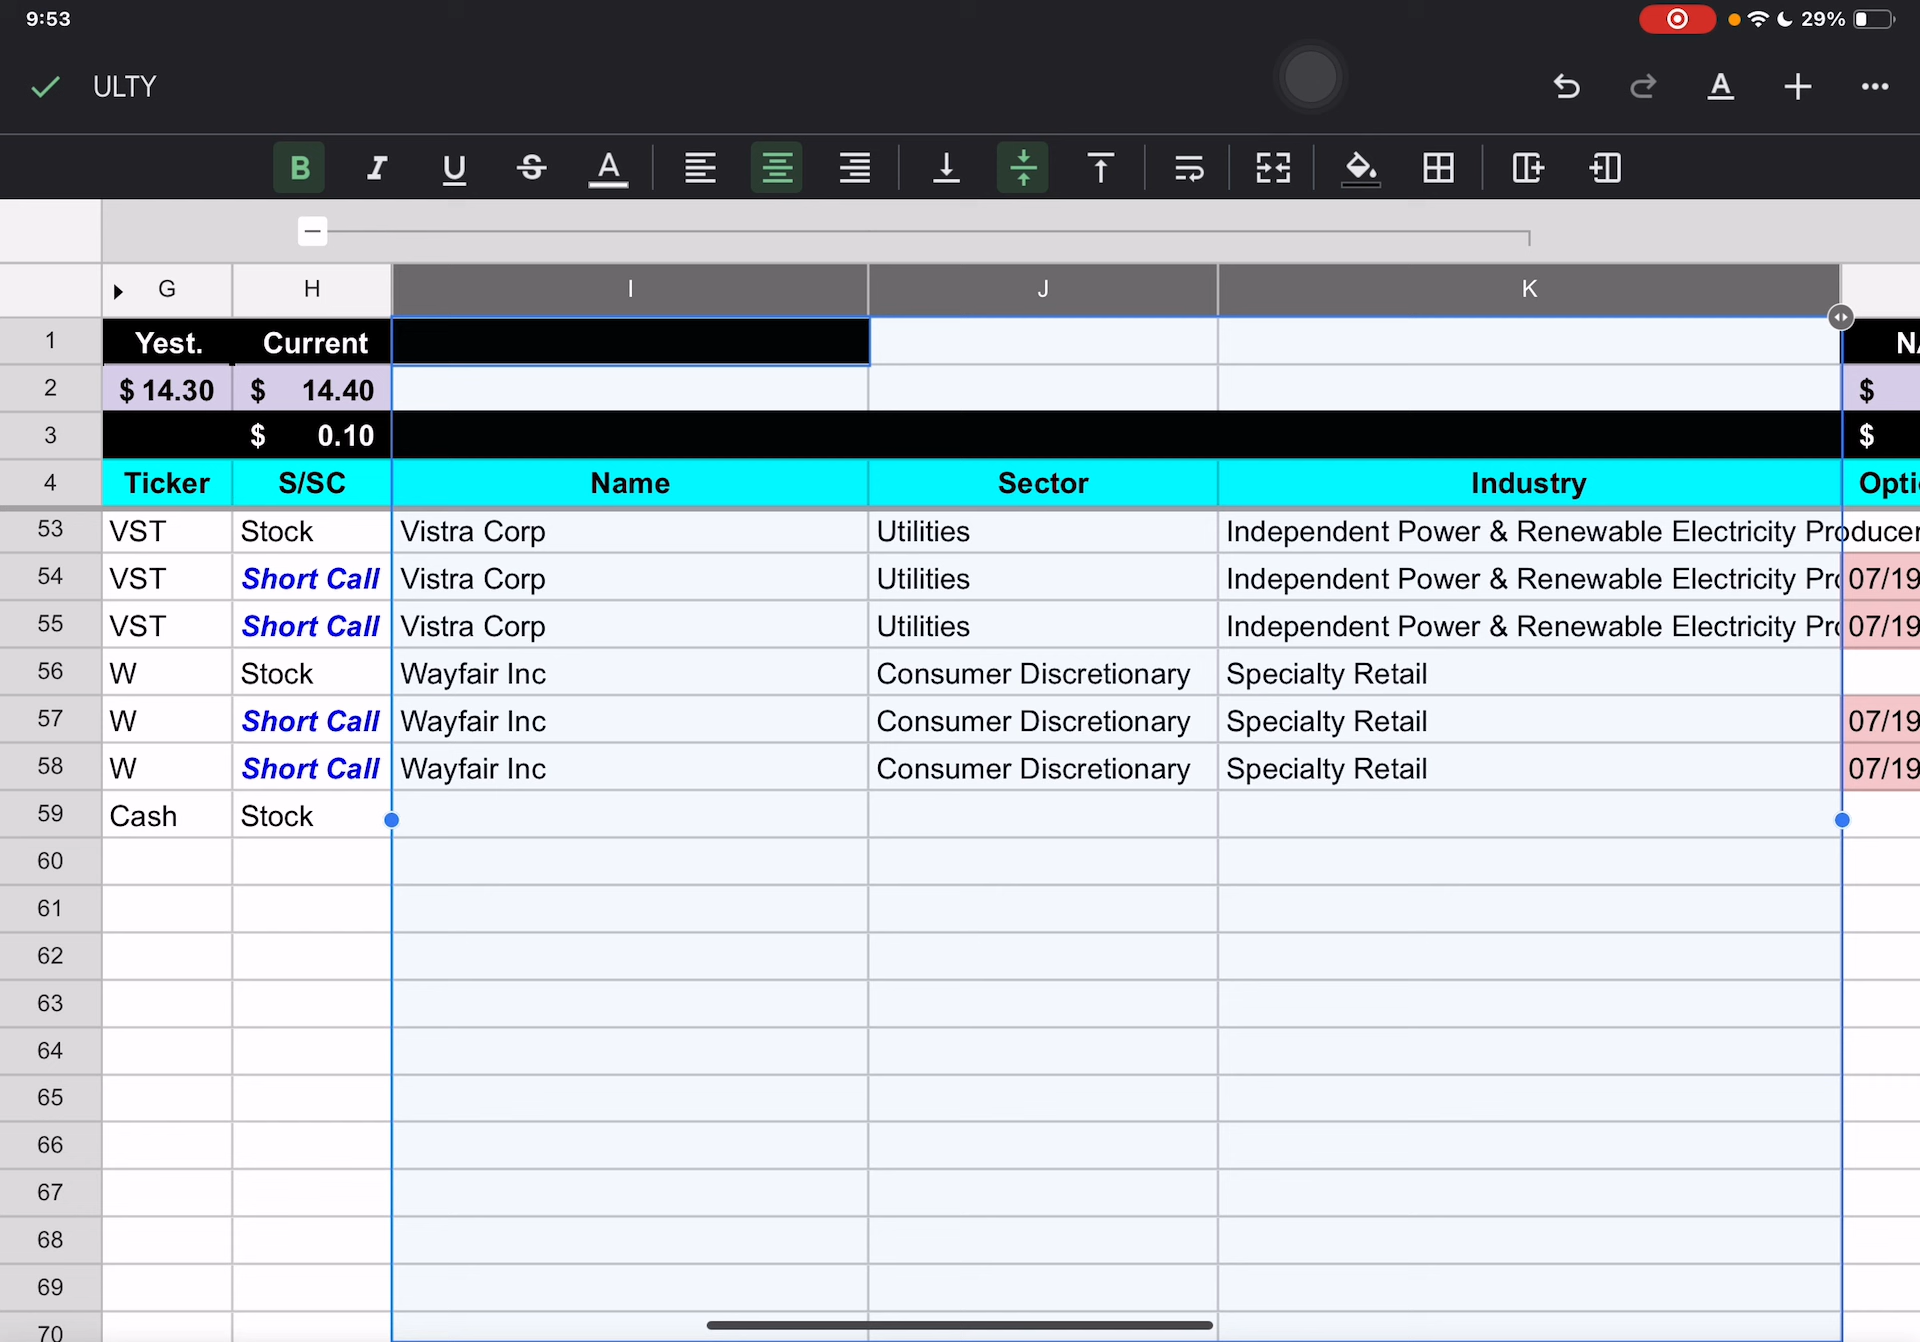 9:53
29%
ULTY
B I U S A
G H I J K
1 Yest. Current N
2 $ 14.30 $ 14.40 $
3 $ 0.10 $
4 Ticker S/SC Name Sector Industry Opti
53 VST Stock Vistra Corp Utilities Independent Power & Renewable Electricity Producer
54 VST Short Call Vistra Corp Utilities Independent Power & Renewable Electricity Pro 07/19
55 VST Short Call Vistra Corp Utilities Independent Power & Renewable Electricity Pro 07/19
56 W Stock Wayfair Inc Consumer Discretionary Specialty Retail
57 W Short Call Wayfair Inc Consumer Discretionary Specialty Retail 07/19
58 W Short Call Wayfair Inc Consumer Discretionary Specialty Retail 07/19
59 Cash Stock
60
61
62
63
64
65
66
67
68
69
70